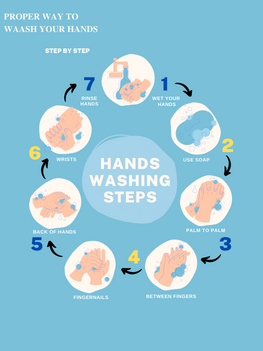 PROPER WAY TO
WAASH YOUR HANDS
STEP BY STEP
1
WET YOUR
HANDS
2
USE SOAP
PALM TO PALM
3
BETWEEN FINGERS
4
FINGERNAILS
5
BACK OF HANDS
6
WRISTS
7
RINSE
HANDS
HANDS
WASHING
STEPS